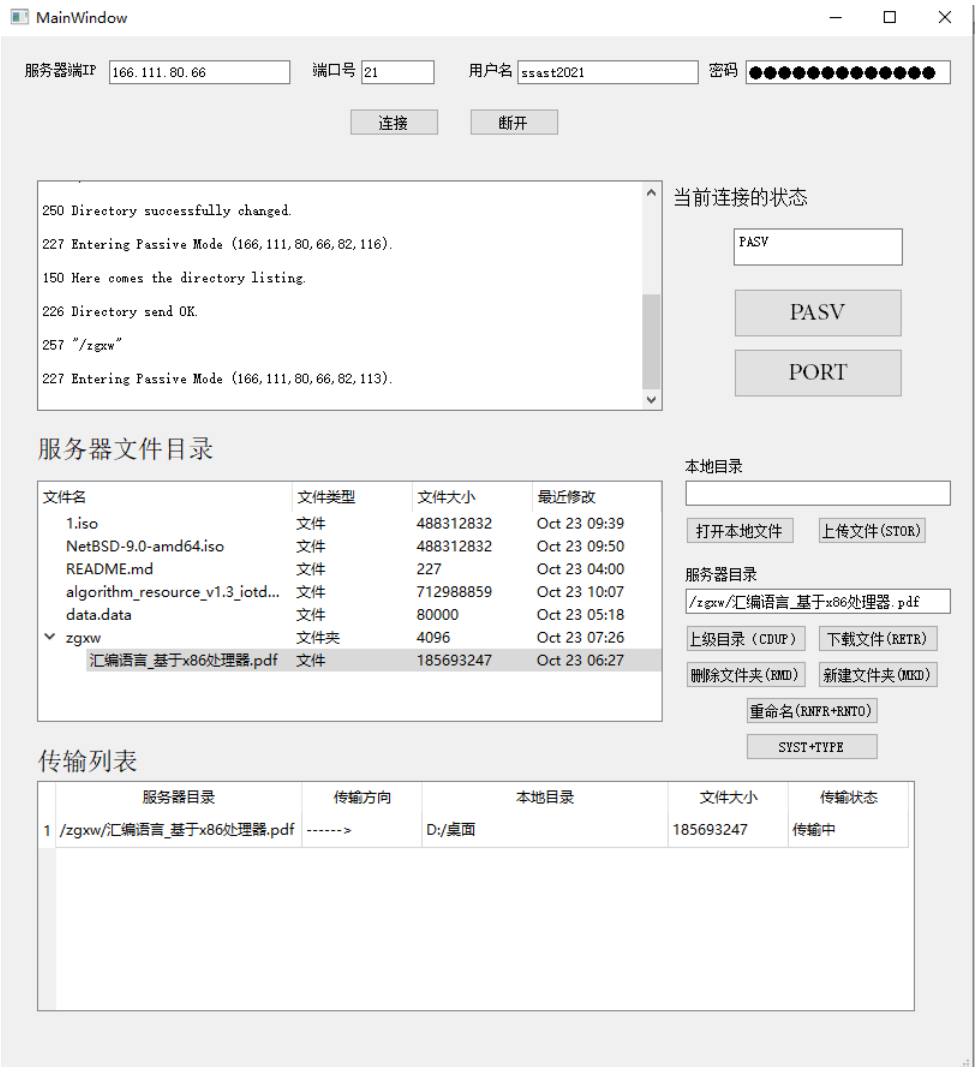 MainWindow
服务器端IP 166.111.80.66 端口号 21 用户名 ssast2021 密码 ●●●●●●●●●●●●●
连接 断开
250 Directory successfully changed.
227 Entering Passive Mode (166,111,80,66,82,116).
150 Here comes the directory listing.
226 Directory send OK.
257 "/zgxw"
227 Entering Passive Mode (166,111,80,66,82,113).
当前连接的状态
PASV
PASV
PORT
服务器文件目录
文件名 文件类型 文件大小 最近修改
1.iso 文件 488312832 Oct 23 09:39
NetBSD-9.0-amd64.iso 文件 488312832 Oct 23 09:50
README.md 文件 227 Oct 23 04:00
algorithm_resource_v1.3_iotd... 文件 712988859 Oct 23 10:07
data.data 文件 80000 Oct 23 05:18
zgxw 文件夹 4096 Oct 23 07:26
汇编语言_基于x86处理器.pdf 文件 185693247 Oct 23 06:27
本地目录
打开本地文件 上传文件(STOR)
服务器目录
/zgxw/汇编语言_基于x86处理器.pdf
上级目录（CDUP） 下载文件(RETR)
删除文件夹(RMD) 新建文件夹(MKD)
重命名(RNFR+RNTO)
SYST+TYPE
传输列表
服务器目录 传输方向 本地目录 文件大小 传输状态
1 /zgxw/汇编语言_基于x86处理器.pdf ------> D:/桌面 185693247 传输中